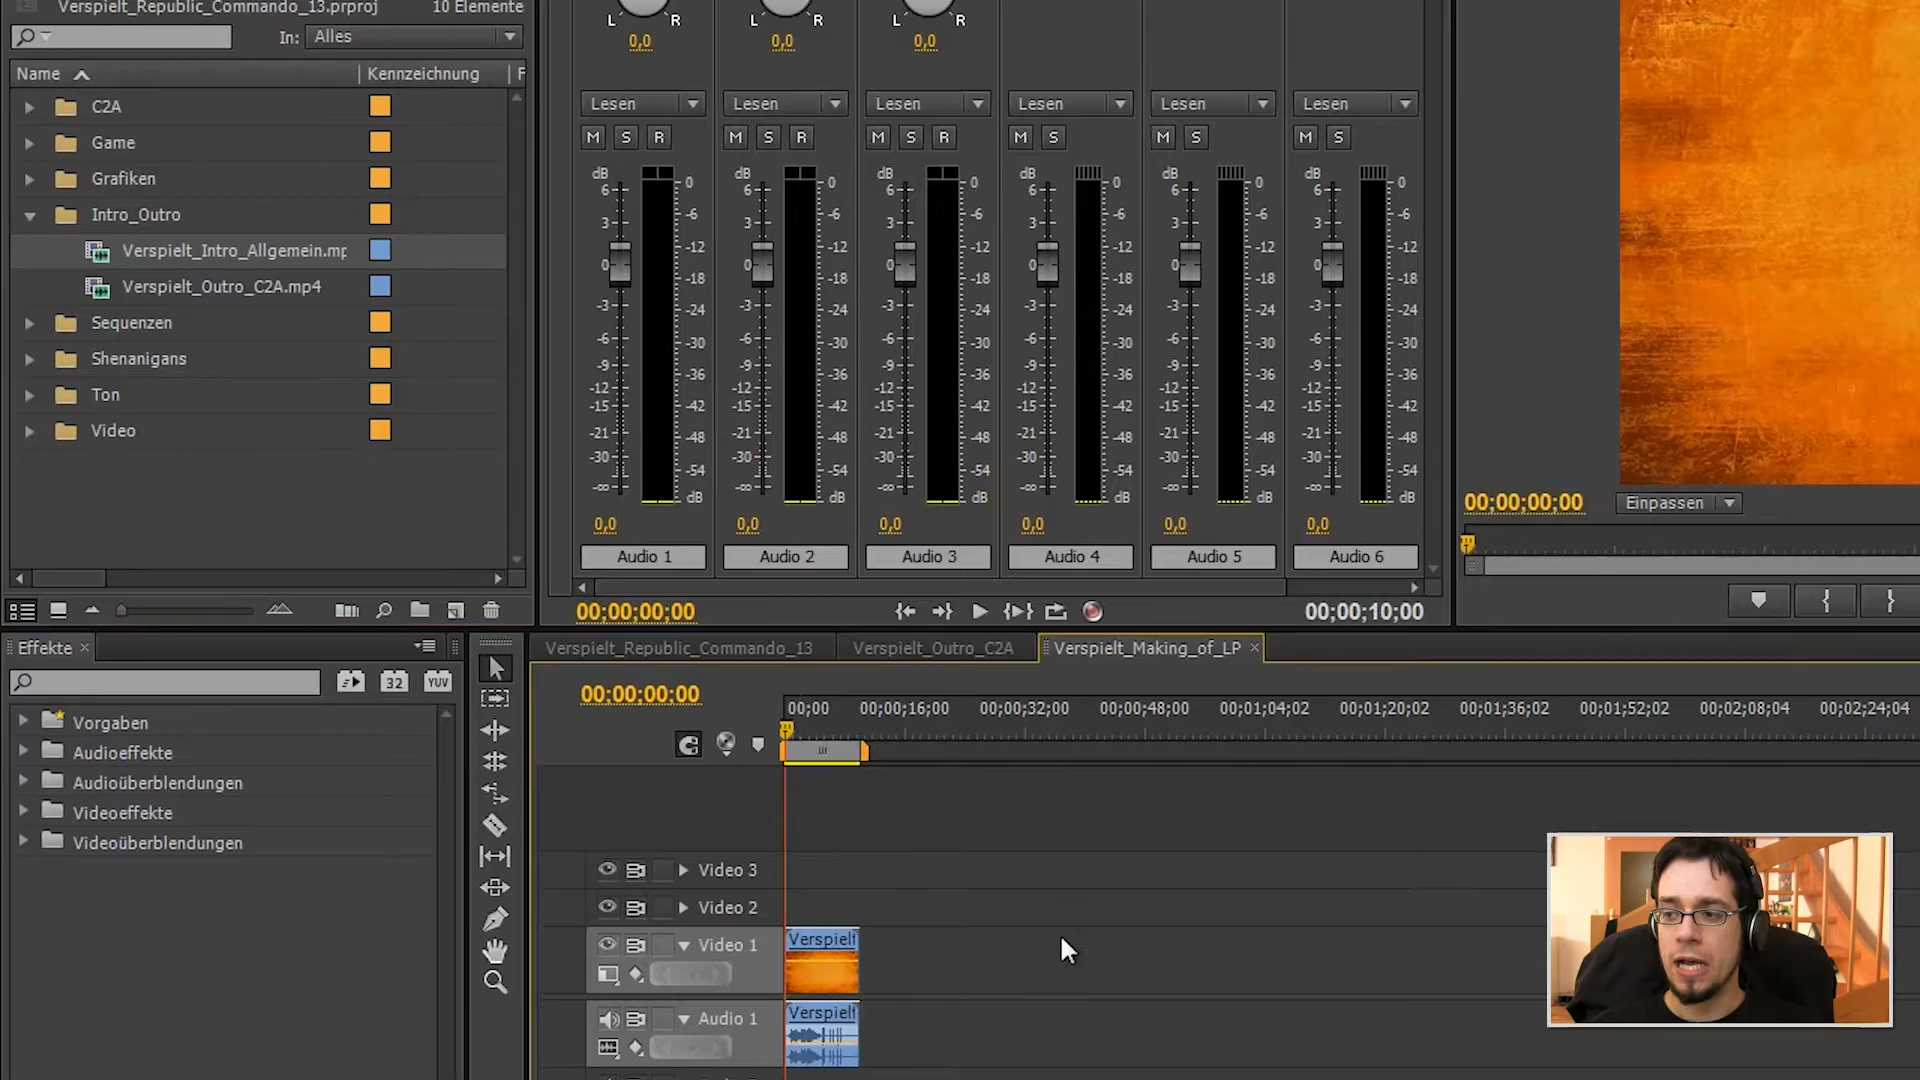 Verspielt_Republic_Commando_13.prproj 10 Elemente
In: Alles
Name Kennzeichnung F
C2A
Game
Grafiken
Intro_Outro
Verspielt_Intro_Allgemein.mp
Verspielt_Outro_C2A.mp4
Sequenzen
Shenanigans
Ton
Video
L R L R L R
0,0 0,0 0,0
Lesen Lesen Lesen Lesen Lesen Lesen
M S R M S R M S R M S M S M S
dB dB dB dB dB dB
6 0 6 0 6 0 6 0 6 0 6 0
3 -6 3 -6 3 -6 3 -6 3 -6 3 -6
0 -12 0 -12 0 -12 0 -12 0 -12 0 -12
-3 -18 -3 -18 -3 -18 -3 -18 -3 -18 -3 -18
-6 -24 -6 -24 -6 -24 -6 -24 -6 -24 -6 -24
-9 -30 -9 -30 -9 -30 -9 -30 -9 -30 -9 -30
-12 -36 -12 -36 -12 -36 -12 -36 -12 -36 -12 -36
-15 -42 -15 -42 -15 -42 -15 -42 -15 -42 -15 -42
-21 -48 -21 -48 -21 -48 -21 -48 -21 -48 -21 -48
-30 -54 -30 -54 -30 -54 -30 -54 -30 -54 -30 -54
-∞ dB -∞ dB -∞ dB -∞ dB -∞ dB -∞ dB
0,0 0,0 0,0 0,0 0,0 0,0
Audio 1 Audio 2 Audio 3 Audio 4 Audio 5 Audio 6
00;00;00;00 00;00;10;00
00;00;00;00 Einpassen
Effekte
32 YUV
Vorgaben
Audioeffekte
Audioüberblendungen
Videoeffekte
Videoüberblendungen
Verspielt_Republic_Commando_13 Verspielt_Outro_C2A Verspielt_Making_of_LP
00;00;00;00
00;00 00;00;16;00 00;00;32;00 00;00;48;00 00;01;04;02 00;01;20;02 00;01;36;02 00;01;52;02 00;02;08;04 00;02;24;04
Video 3
Video 2
Video 1 Verspielt
Audio 1 Verspielt